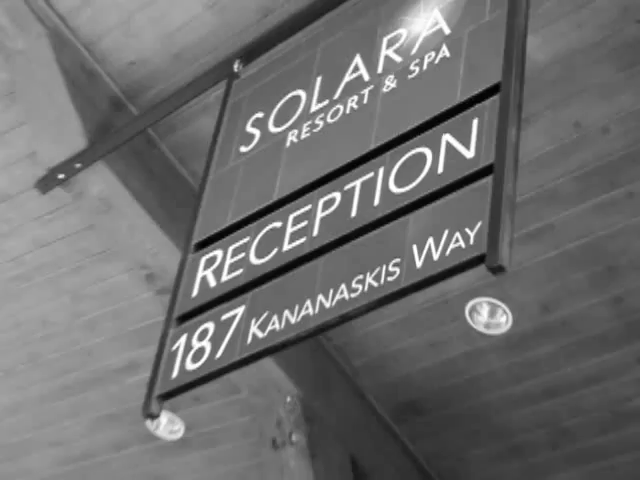 SOLARA
RESORT & SPA
RECEPTION
187 KANANASKIS WAY